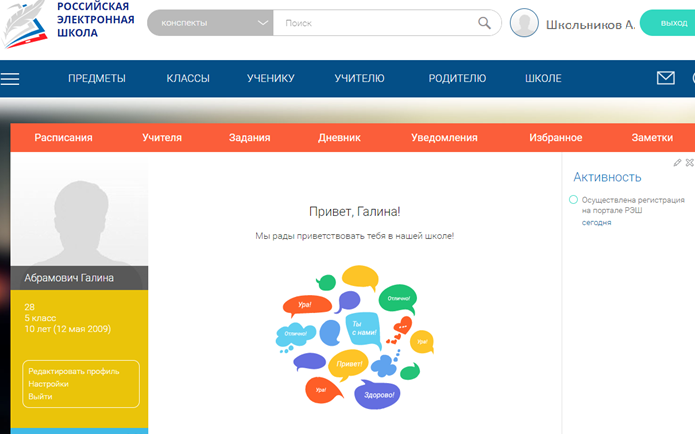 РОССИЙСКАЯ
ЭЛЕКТРОННАЯ
ШКОЛА
конспекты
Поиск
Школьников А.
выход
ПРЕДМЕТЫ КЛАССЫ УЧЕНИКУ УЧИТЕЛЮ РОДИТЕЛЮ ШКОЛЕ
Расписания Учителя Задания Дневник Уведомления Избранное Заметки
Абрамович Галина
28
5 класс
10 лет (12 мая 2009)
Редактировать профиль
Настройки
Выйти
Привет, Галина!
Мы рады приветствовать тебя в нашей школе!
Ура!
Отлично!
Отлично!
Ты
с нами!
Ура!
Привет!
Ура!
Здорово!
Активность
Осуществлена регистрация
на портале РЭШ
сегодня